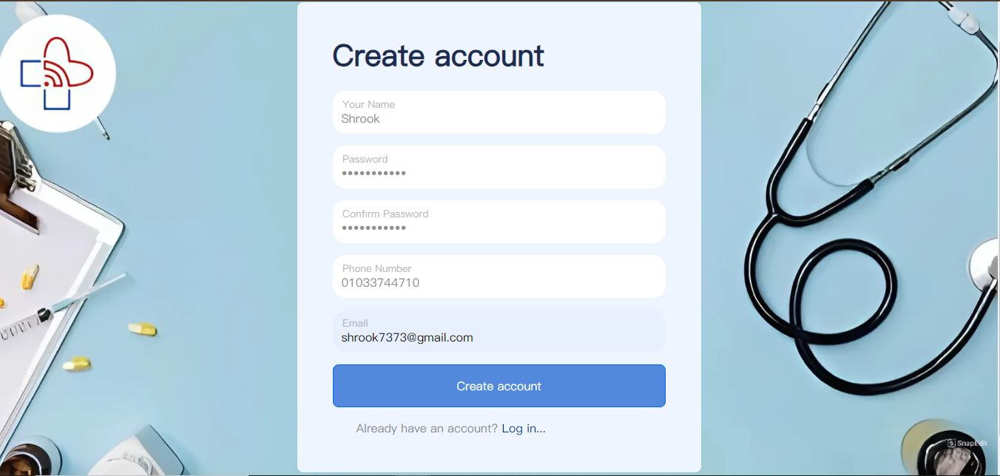 Create account
Your Name
Shrook
Password
•••••••••••
Confirm Password
•••••••••••
Phone Number
01033744710
Email
shrook7373@gmail.com
Create account
Already have an account? Log in...
SnapEdit